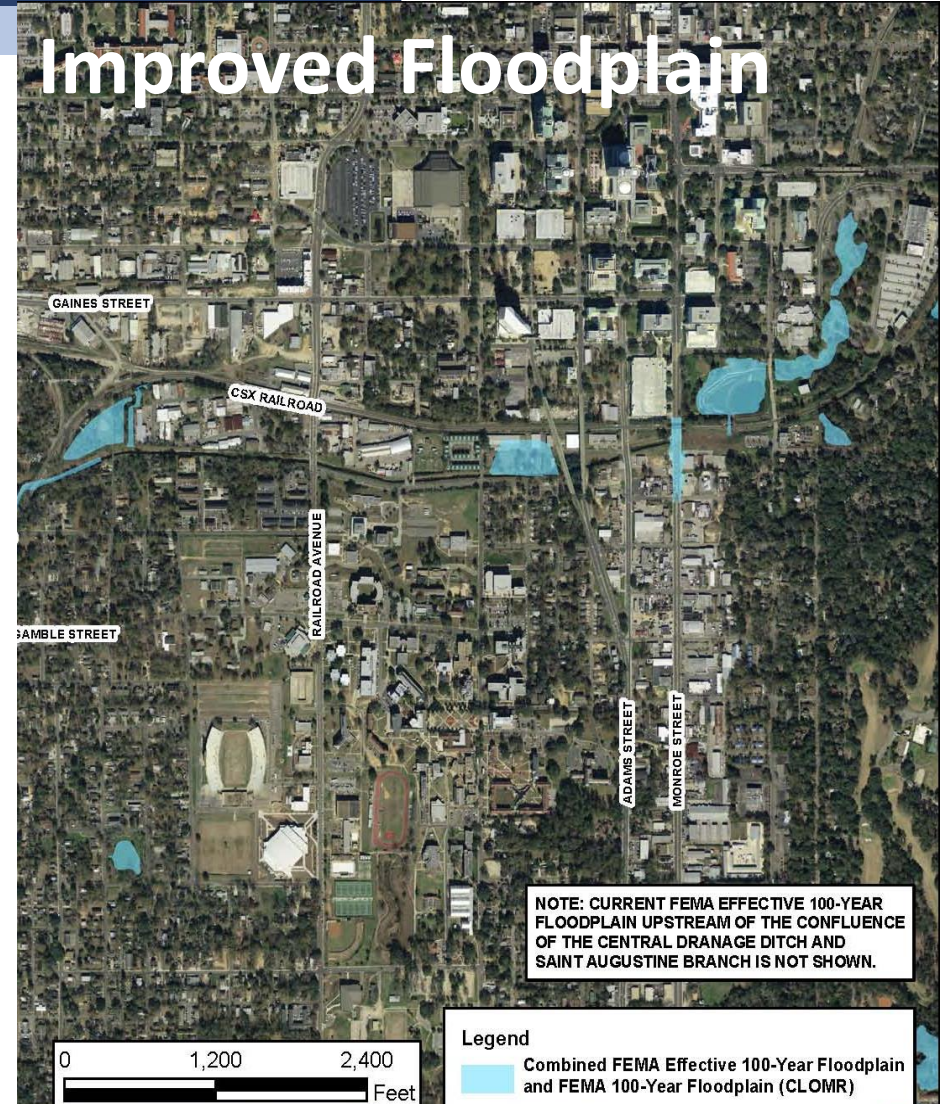 Improved Floodplain
GAINES STREET
CSX RAILROAD
RAILROAD AVENUE
GAMBLE STREET
ADAMS STREET
MONROE STREET
NOTE: CURRENT FEMA EFFECTIVE 100-YEAR
FLOODPLAIN UPSTREAM OF THE CONFLUENCE
OF THE CENTRAL DRANAGE DITCH AND
SAINT AUGUSTINE BRANCH IS NOT SHOWN.
Legend
Combined FEMA Effective 100-Year Floodplain
and FEMA 100-Year Floodplain (CLOMR)
0 1,200 2,400
Feet